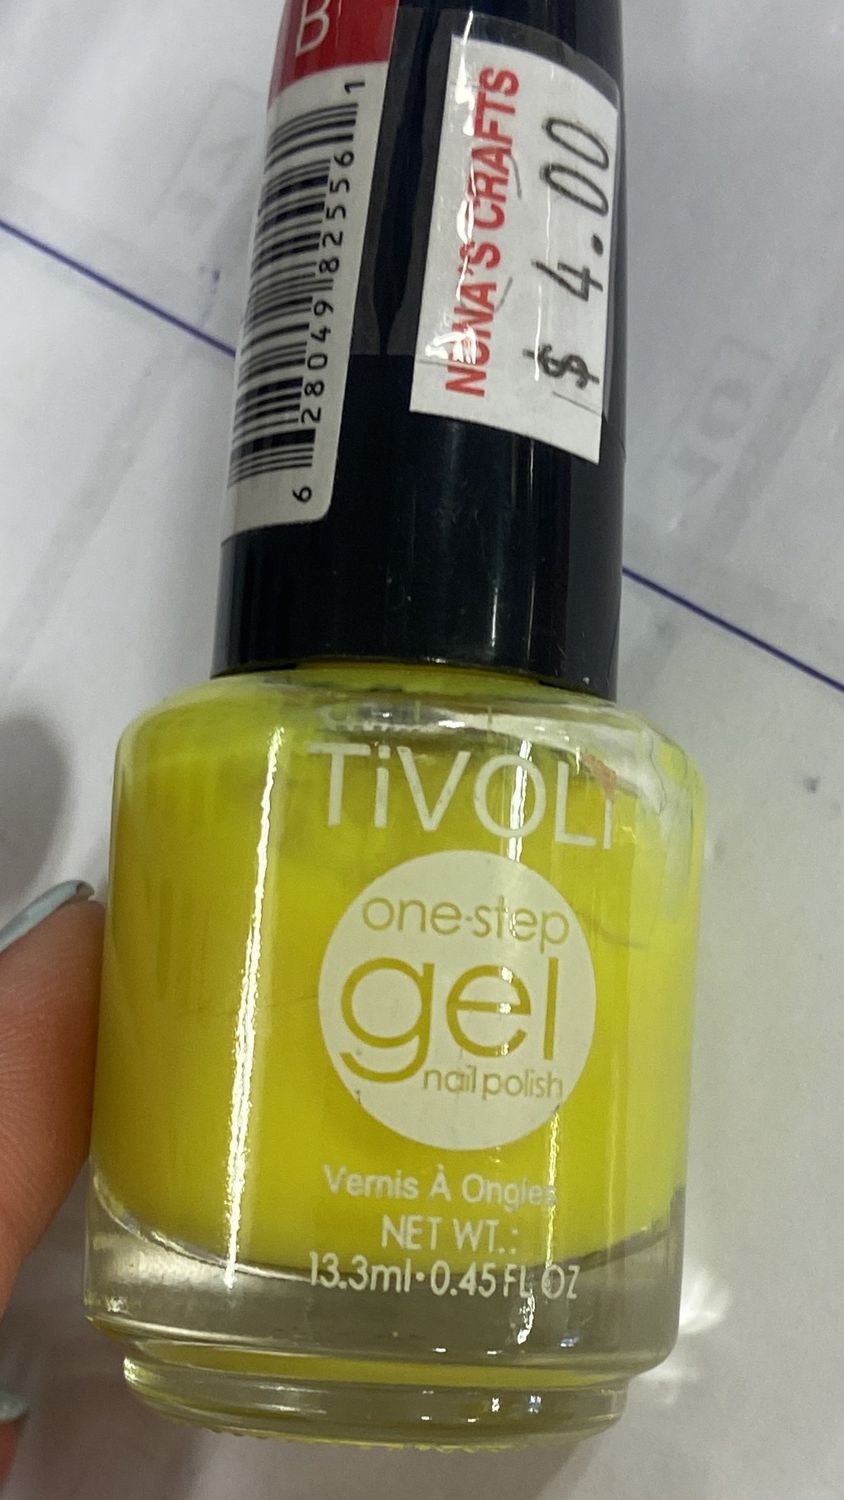 B
6 28049 82556 1
NONA'S CRAFTS
$ 4.00
TiVOLi
one-step
gel
nail polish
Vernis À Ongles
NET WT.:
13.3ml•0.45 FL OZ